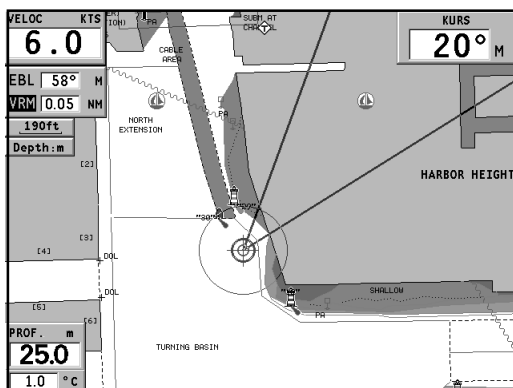 VELOC KTS
6.0
EBL 58° M
VRM 0.05 NM
190ft
Depth:m
SUBM AT
PA
CABLE
AREA
NORTH
EXTENSION
PA
KURS
20° M
HARBOR HEIGHT
[2]
[3]
[4]
DOL
DOL
[5]
[6]
SHALLOW
PA
TURNING BASIN
PROF. m
25.0
1.0 °C